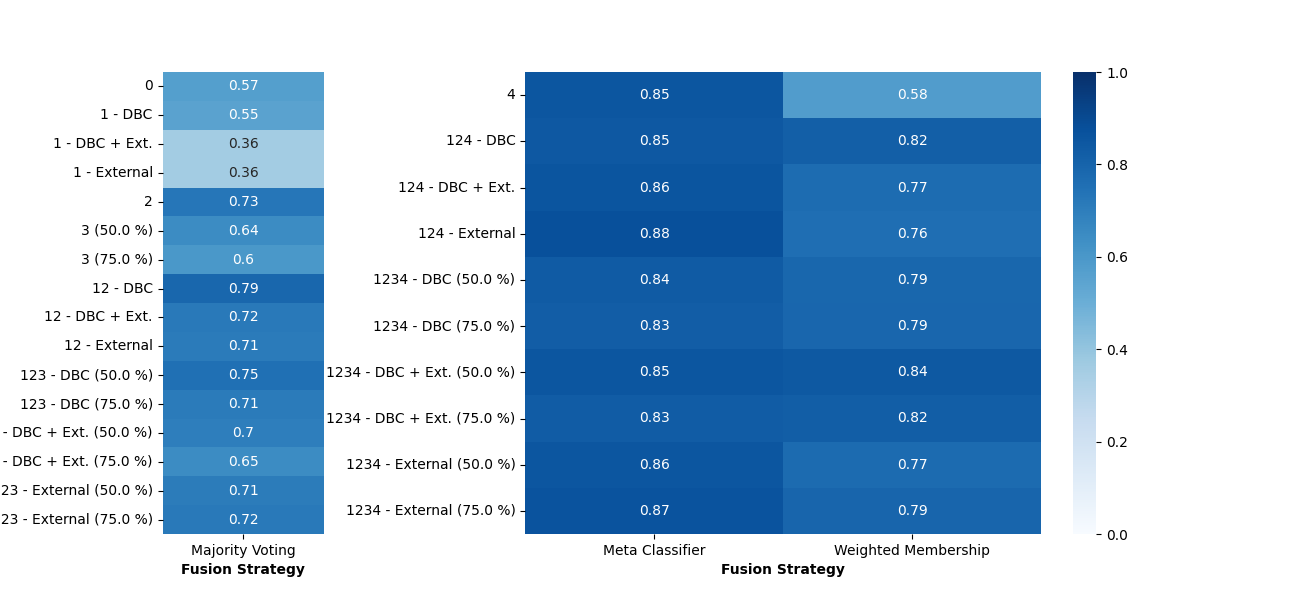 0 0.57
1 - DBC 0.55
1 - DBC + Ext. 0.36
1 - External 0.36
2 0.73
3 (50.0 %) 0.64
3 (75.0 %) 0.6
12 - DBC 0.79
12 - DBC + Ext. 0.72
12 - External 0.71
123 - DBC (50.0 %) 0.75
123 - DBC (75.0 %) 0.71
- DBC + Ext. (50.0 %) 0.7
- DBC + Ext. (75.0 %) 0.65
23 - External (50.0 %) 0.71
23 - External (75.0 %) 0.72
Majority Voting
Fusion Strategy
4 0.85 0.58
124 - DBC 0.85 0.82
124 - DBC + Ext. 0.86 0.77
124 - External 0.88 0.76
1234 - DBC (50.0 %) 0.84 0.79
1234 - DBC (75.0 %) 0.83 0.79
1234 - DBC + Ext. (50.0 %) 0.85 0.84
1234 - DBC + Ext. (75.0 %) 0.83 0.82
1234 - External (50.0 %) 0.86 0.77
1234 - External (75.0 %) 0.87 0.79
Meta Classifier Weighted Membership
Fusion Strategy
1.0
0.8
0.6
0.4
0.2
0.0